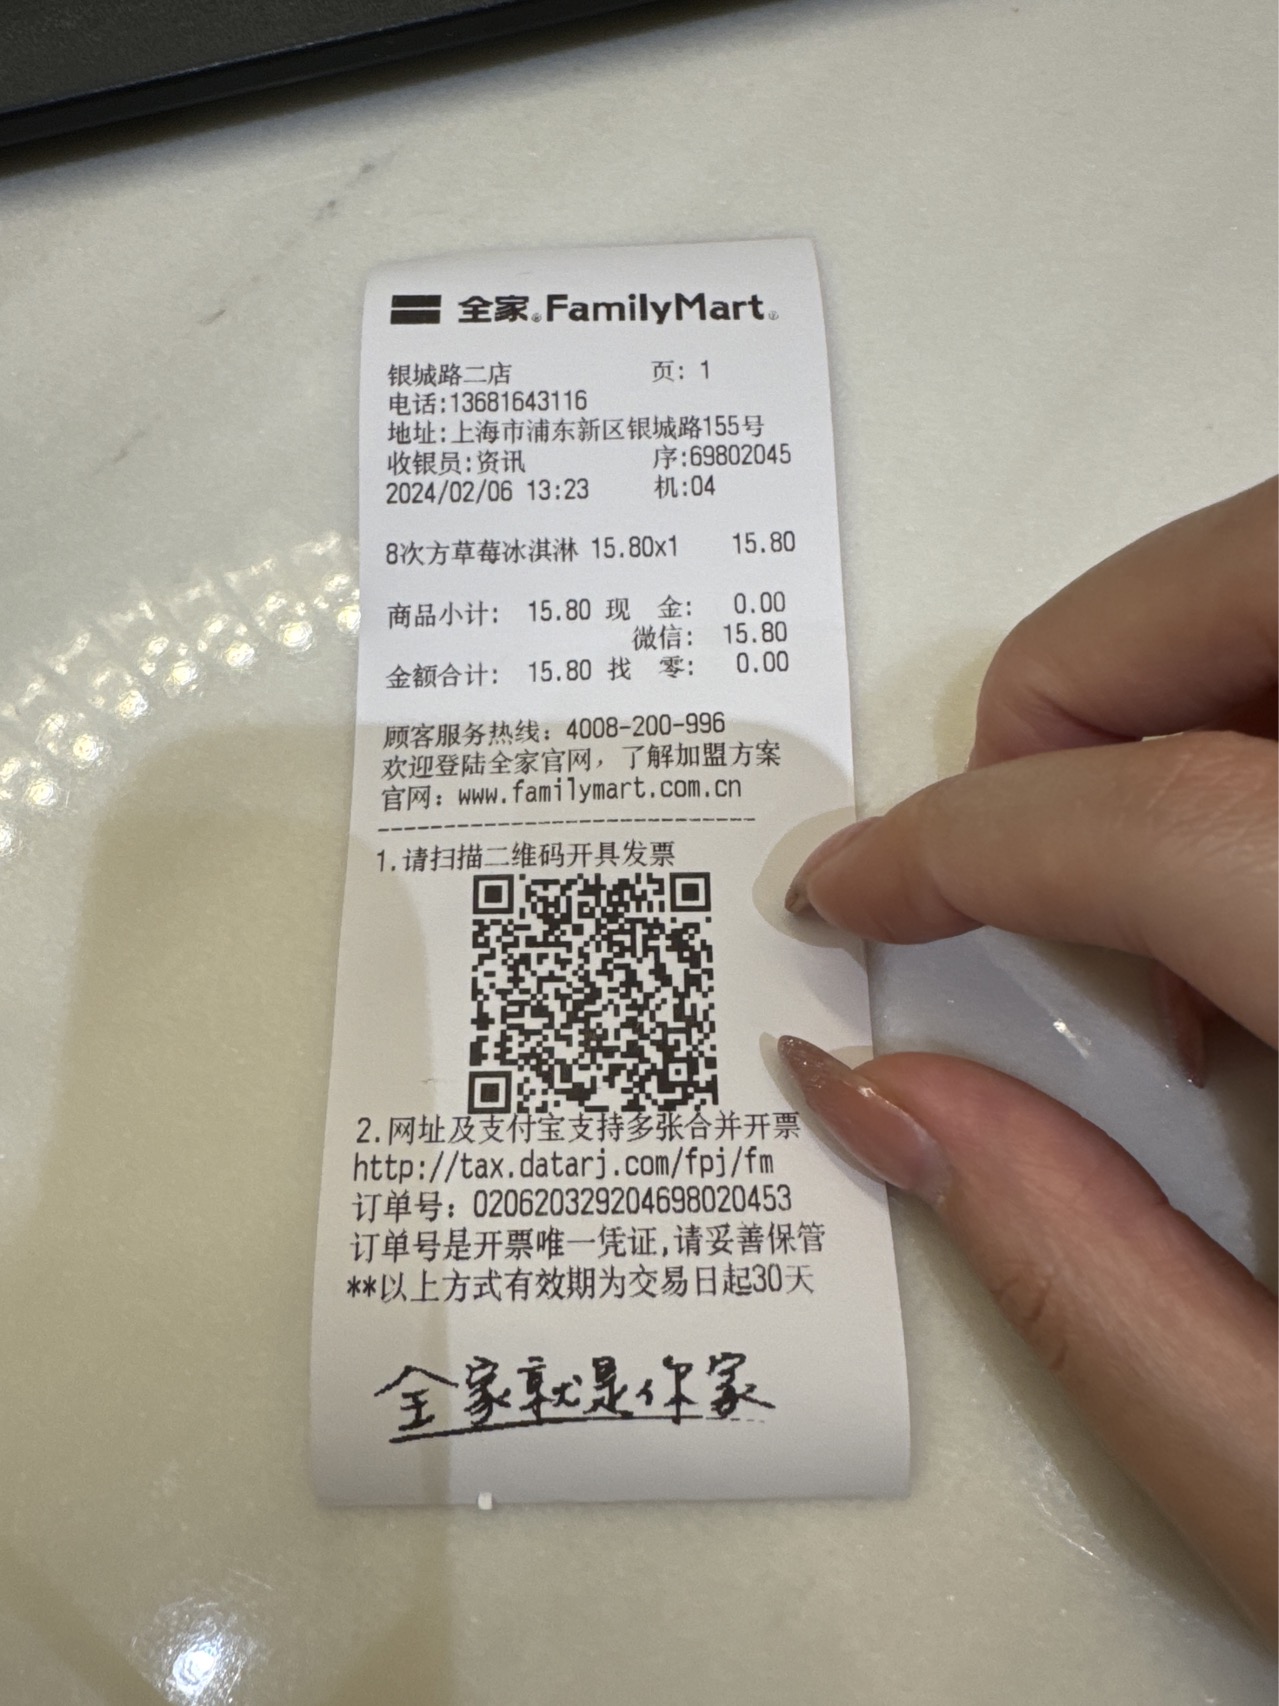 全家 FamilyMart
银城路二店 页: 1
电话:13681643116
地址:上海市浦东新区银城路155号
收银员:资讯 序:69802045
2024/02/06 13:23 机:04
8次方草莓冰淇淋 15.80x1 15.80
商品小计: 15.80 现 金: 0.00
微信: 15.80
金额合计: 15.80 找 零: 0.00
顾客服务热线: 4008-200-996
欢迎登陆全家官网, 了解加盟方案
官网: www.familymart.com.cn
1.请扫描二维码开具发票
2.网址及支付宝支持多张合并开票
http://tax.datarj.com/fpj/fm
订单号: 020620329204698020453
订单号是开票唯一凭证,请妥善保管
**以上方式有效期为交易日起30天
全家就是你家